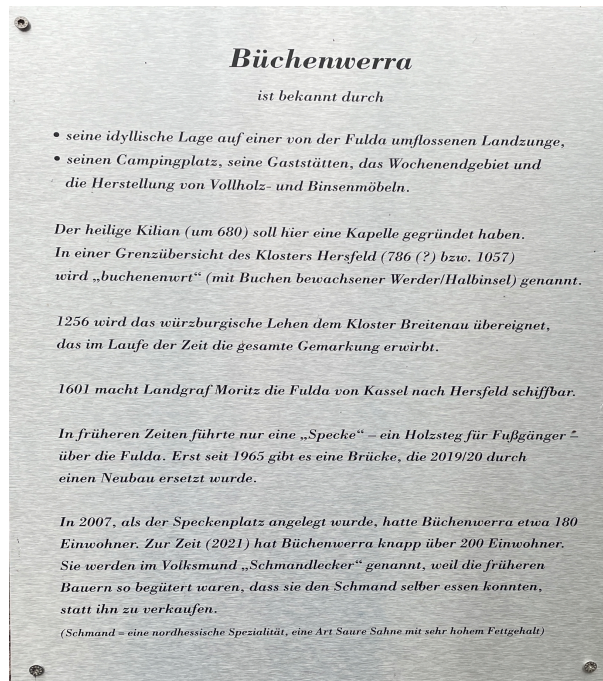 Büchenwerra
ist bekannt durch
• seine idyllische Lage auf einer von der Fulda umflossenen Landzunge,
• seinen Campingplatz, seine Gaststätten, das Wochenendgebiet und
die Herstellung von Vollholz- und Binsenmöbeln.
Der heilige Kilian (um 680) soll hier eine Kapelle gegründet haben.
In einer Grenzübersicht des Klosters Hersfeld (786 (?) bzw. 1057)
wird „buchenenwrt“ (mit Buchen bewachsener Werder/Halbinsel) genannt.
1256 wird das würzburgische Lehen dem Kloster Breitenau übereignet,
das im Laufe der Zeit die gesamte Gemarkung erwirbt.
1601 macht Landgraf Moritz die Fulda von Kassel nach Hersfeld schiffbar.
In früheren Zeiten führte nur eine „Specke“ – ein Holzsteg für Fußgänger –
über die Fulda. Erst seit 1965 gibt es eine Brücke, die 2019/20 durch
einen Neubau ersetzt wurde.
In 2007, als der Speckenplatz angelegt wurde, hatte Büchenwerra etwa 180
Einwohner. Zur Zeit (2021) hat Büchenwerra knapp über 200 Einwohner.
Sie werden im Volksmund „Schmandlecker“ genannt, weil die früheren
Bauern so begütert waren, dass sie den Schmand selber essen konnten,
statt ihn zu verkaufen.
(Schmand = eine nordhessische Spezialität, eine Art Saure Sahne mit sehr hohem Fettgehalt)